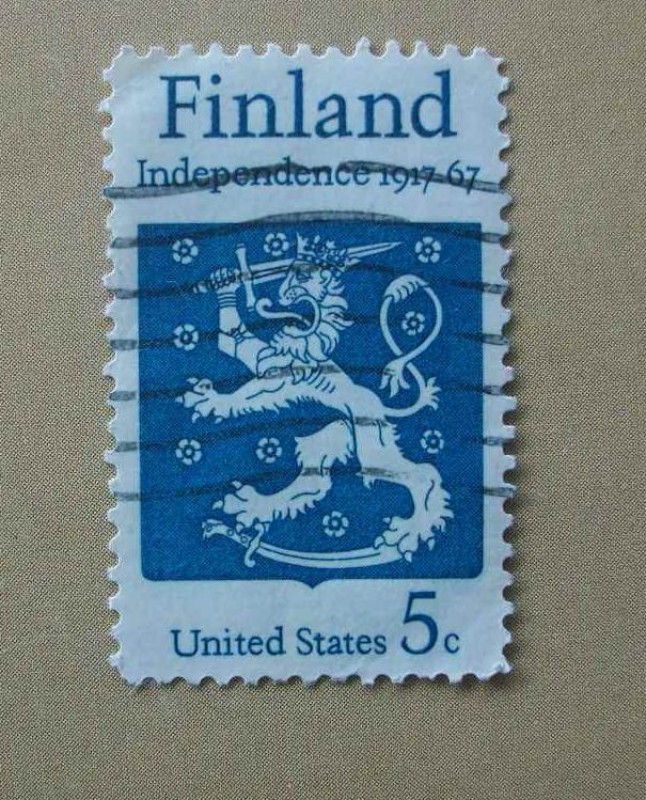 Finland
Independence 1917-67
United States 5c